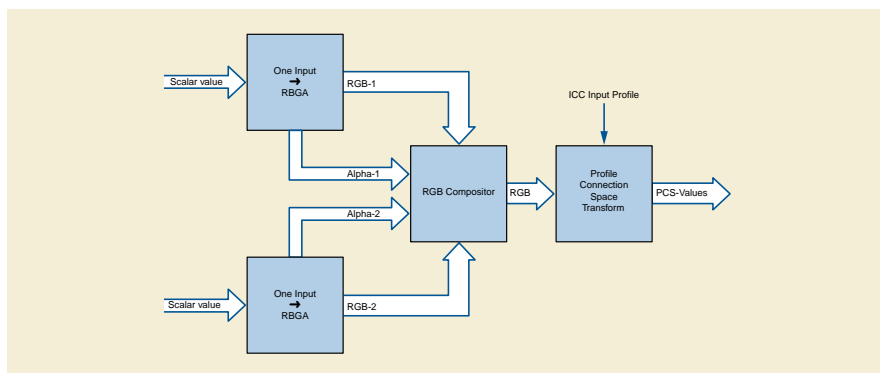 Scalar value
One Input
➔
RBGA
RGB-1
Alpha-1
ICC Input Profile
RGB Compositor
RGB
Profile
Connection
Space
Transform
PCS-Values
Alpha-2
Scalar value
One Input
➔
RBGA
RGB-2